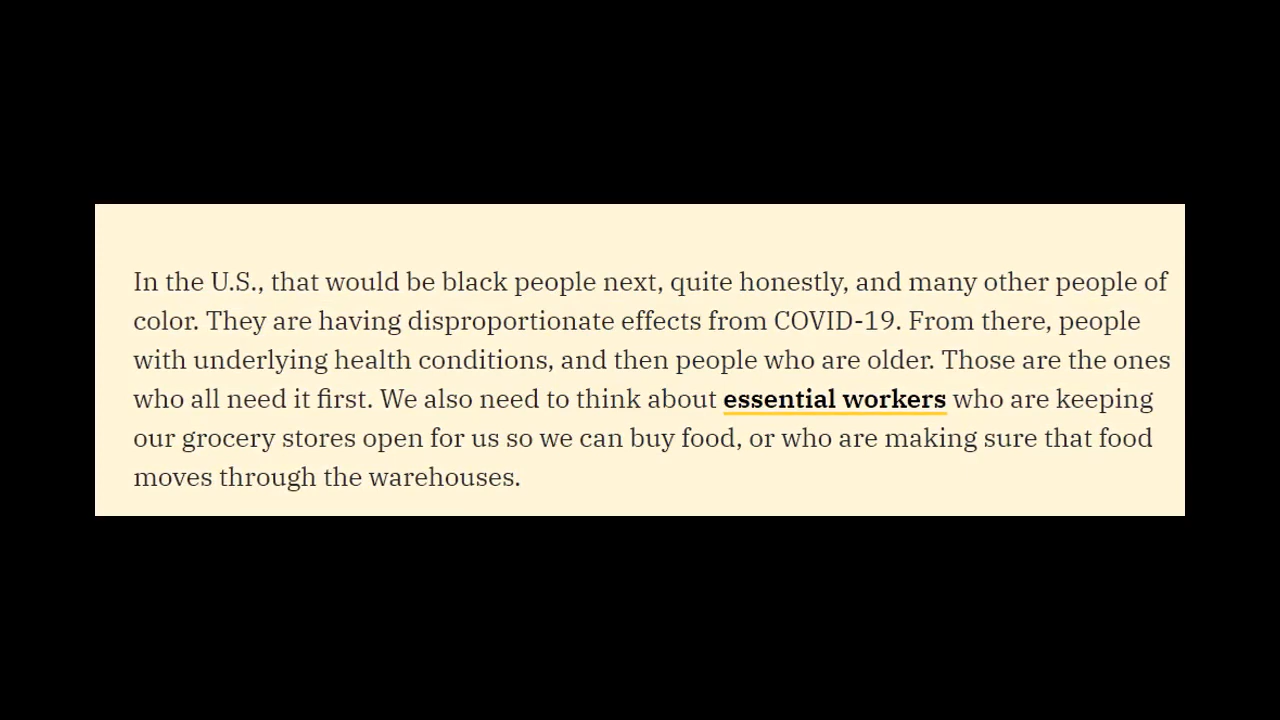 In the U.S., that would be black people next, quite honestly, and many other people of
color. They are having disproportionate effects from COVID-19. From there, people
with underlying health conditions, and then people who are older. Those are the ones
who all need it first. We also need to think about essential workers who are keeping
our grocery stores open for us so we can buy food, or who are making sure that food
moves through the warehouses.